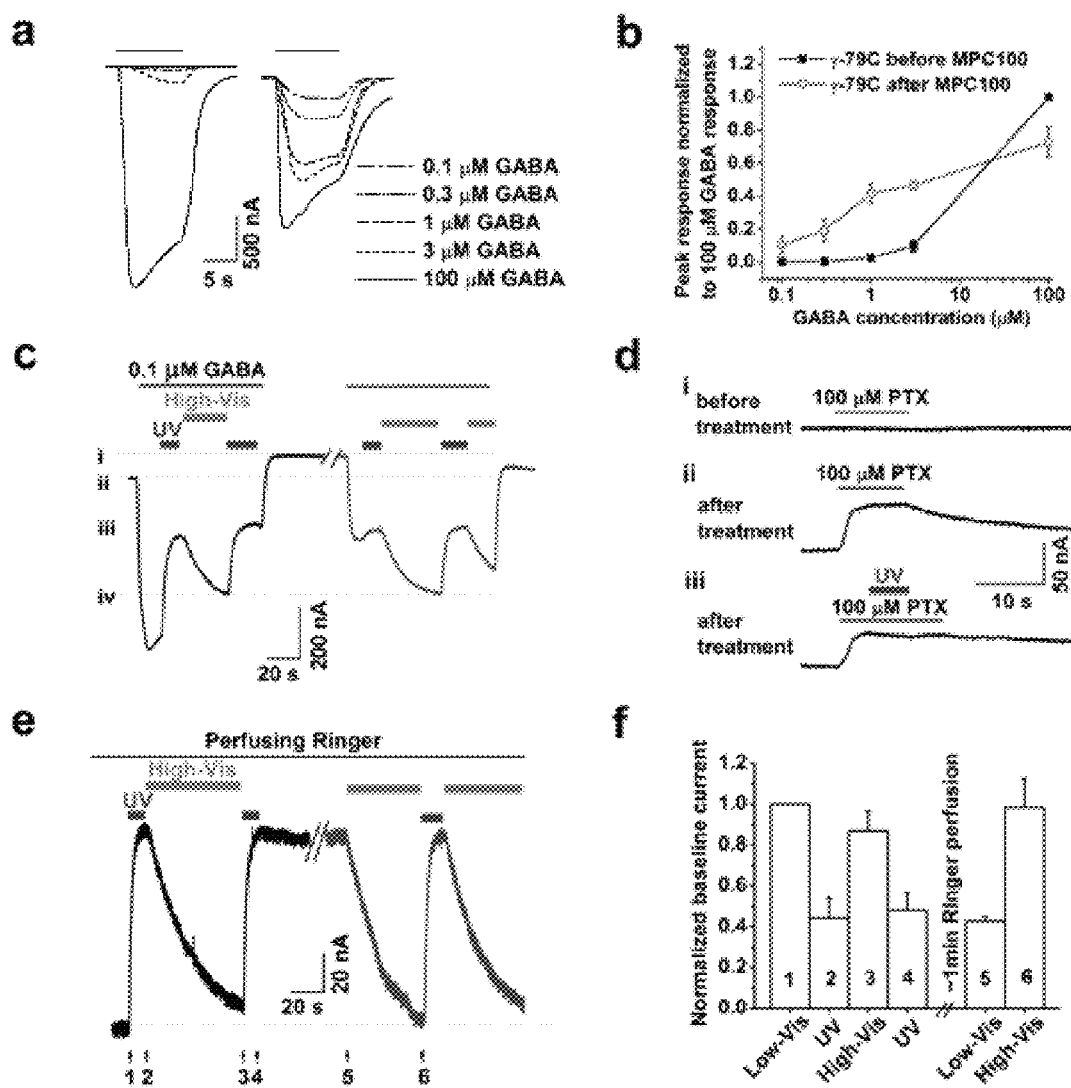 a
5 s
500 nA
0.1 μM GABA
0.3 μM GABA
1 μM GABA
3 μM GABA
100 μM GABA
b
Peak response normalized
to 100 μM GABA response
1.2
1.0
0.8
0.6
0.4
0.2
0.0
γ-79C before MPC100
γ-79C after MPC100
0.1
1
10
100
GABA concentration (μM)
c
0.1 μM GABA
High-Vis
UV
i
ii
iii
iv
20 s
200 nA
d
i
before
treatment
100 μM PTX
ii
after
treatment
100 μM PTX
50 nA
10 s
iii
after
treatment
UV
100 μM PTX
e
Perfusing Ringer
High-Vis
UV
20 s
20 nA
1 2 34 5 6
f
Normalized baseline current
1.2
1.0
0.8
0.6
0.4
0.2
0.0
~1min Ringer perfusion
1 2 3 4 5 6
Low-Vis
UV
High-Vis
UV
Low-Vis
High-Vis